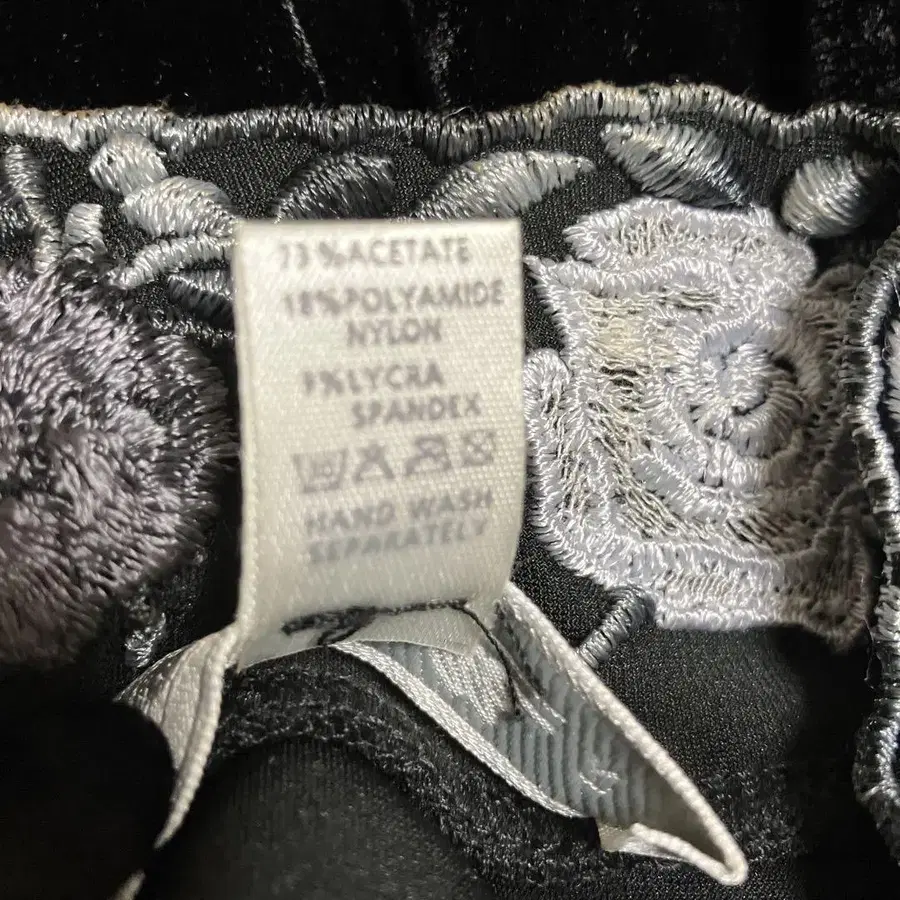 73%ACETATE
18%POLYAMIDE
NYLON
9%LYCRA
SPANDEX
HAND WASH
SEPARATELY